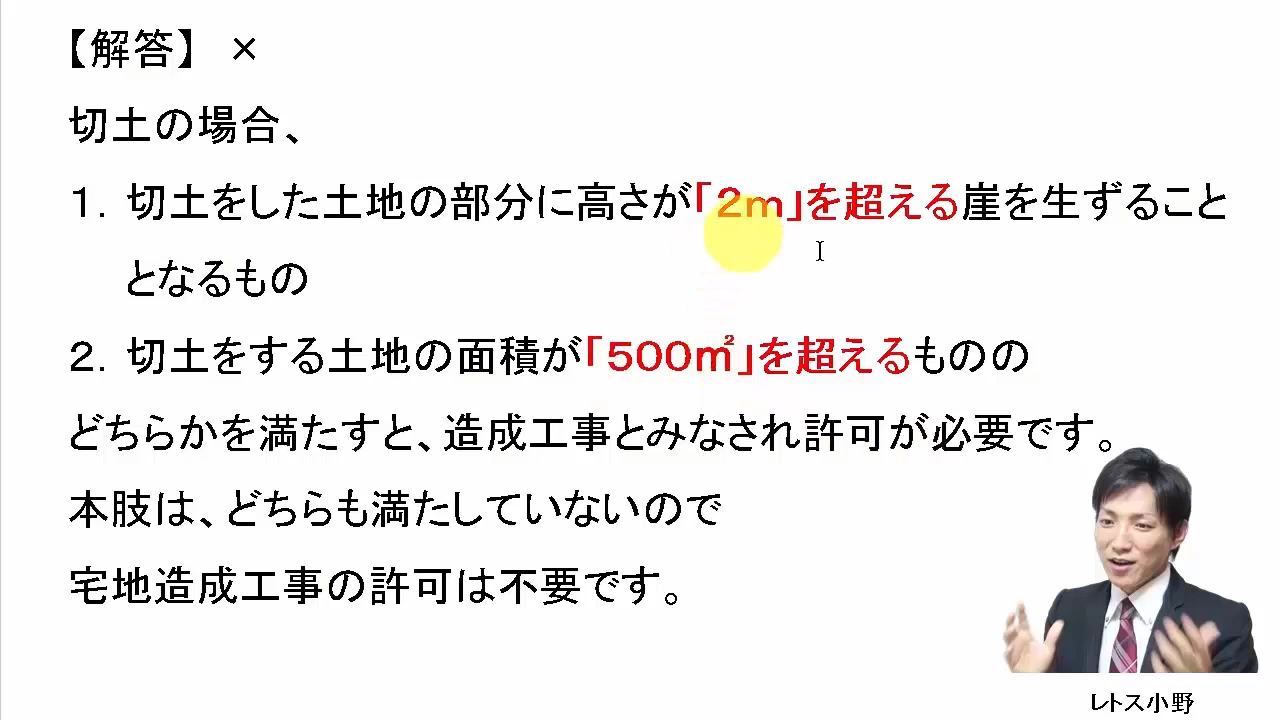 【解答】　×
切土の場合、
１．切土をした土地の部分に高さが「２ｍ」を超える崖を生ずること
となるもの
２．切土をする土地の面積が「５００㎡」を超えるものの
どちらかを満たすと、造成工事とみなされ許可が必要です。
本肢は、どちらも満たしていないので
宅地造成工事の許可は不要です。
レトス小野